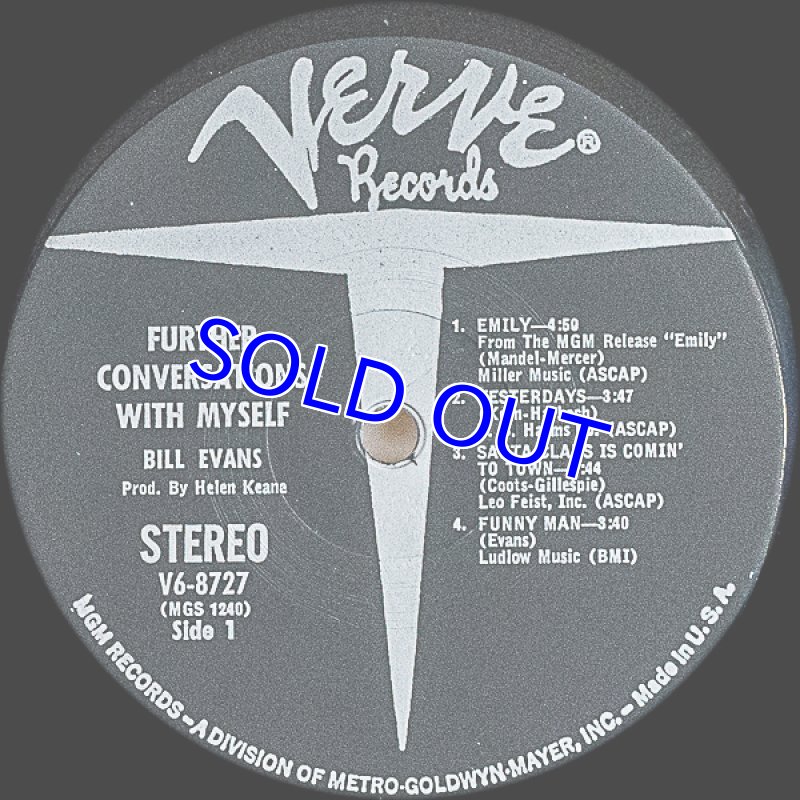 Verve®
Records
FURTHER
CONVERSATIONS
WITH MYSELF
BILL EVANS
Prod. By Helen Keane
STEREO
V6-8727
(MGS 1240)
Side 1
1. EMILY—4:50
From The MGM Release "Emily"
(Mandel-Mercer)
Miller Music (ASCAP)
2. YESTERDAYS—3:47
(ASCAP)
3. SANTA CLAUS IS COMIN'
TO TOWN—:44
(Coots-Gillespie)
Leo Feist, Inc. (ASCAP)
4. FUNNY MAN—3:40
(Evans)
Ludlow Music (BMI)
MGM RECORDS—A DIVISION OF METRO-GOLDWYN-MAYER, INC.—Made in U.S.A.
SOLD OUT